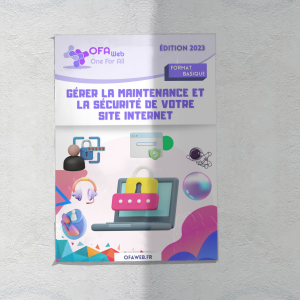 OFA Web
One For All
ÉDITION 2023
FORMAT
BASIQUE
GÉRER LA MAINTENANCE ET
LA SÉCURITÉ DE VOTRE
SITE INTERNET
OFAWEB.FR